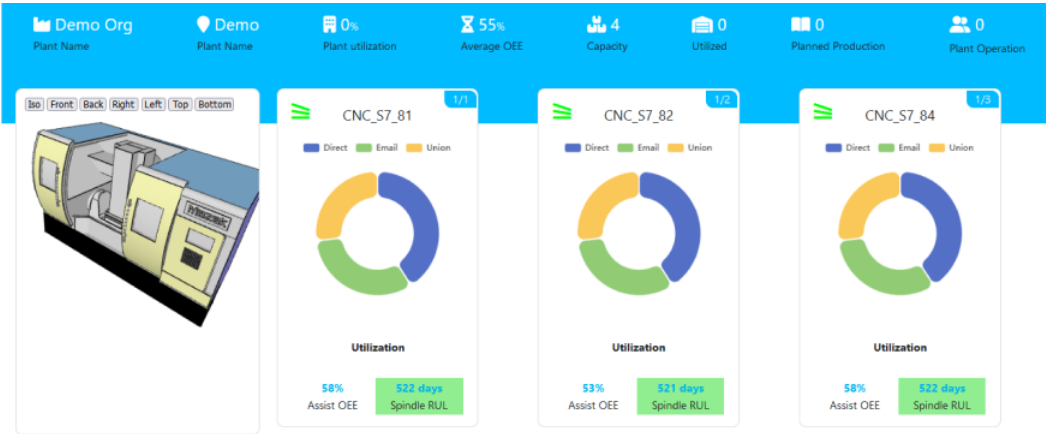 Demo Org
Plant Name
Demo
Plant Name
0%
Plant utilization
55%
Average OEE
4
Capacity
0
Utilized
0
Planned Production
0
Plant Operation
Iso Front Back Right Left Top Bottom
1/1
CNC_S7_81
Direct Email Union
Utilization
58%
Assist OEE
522 days
Spindle RUL
1/2
CNC_S7_82
Direct Email Union
Utilization
53%
Assist OEE
521 days
Spindle RUL
1/3
CNC_S7_84
Direct Email Union
Utilization
58%
Assist OEE
522 days
Spindle RUL